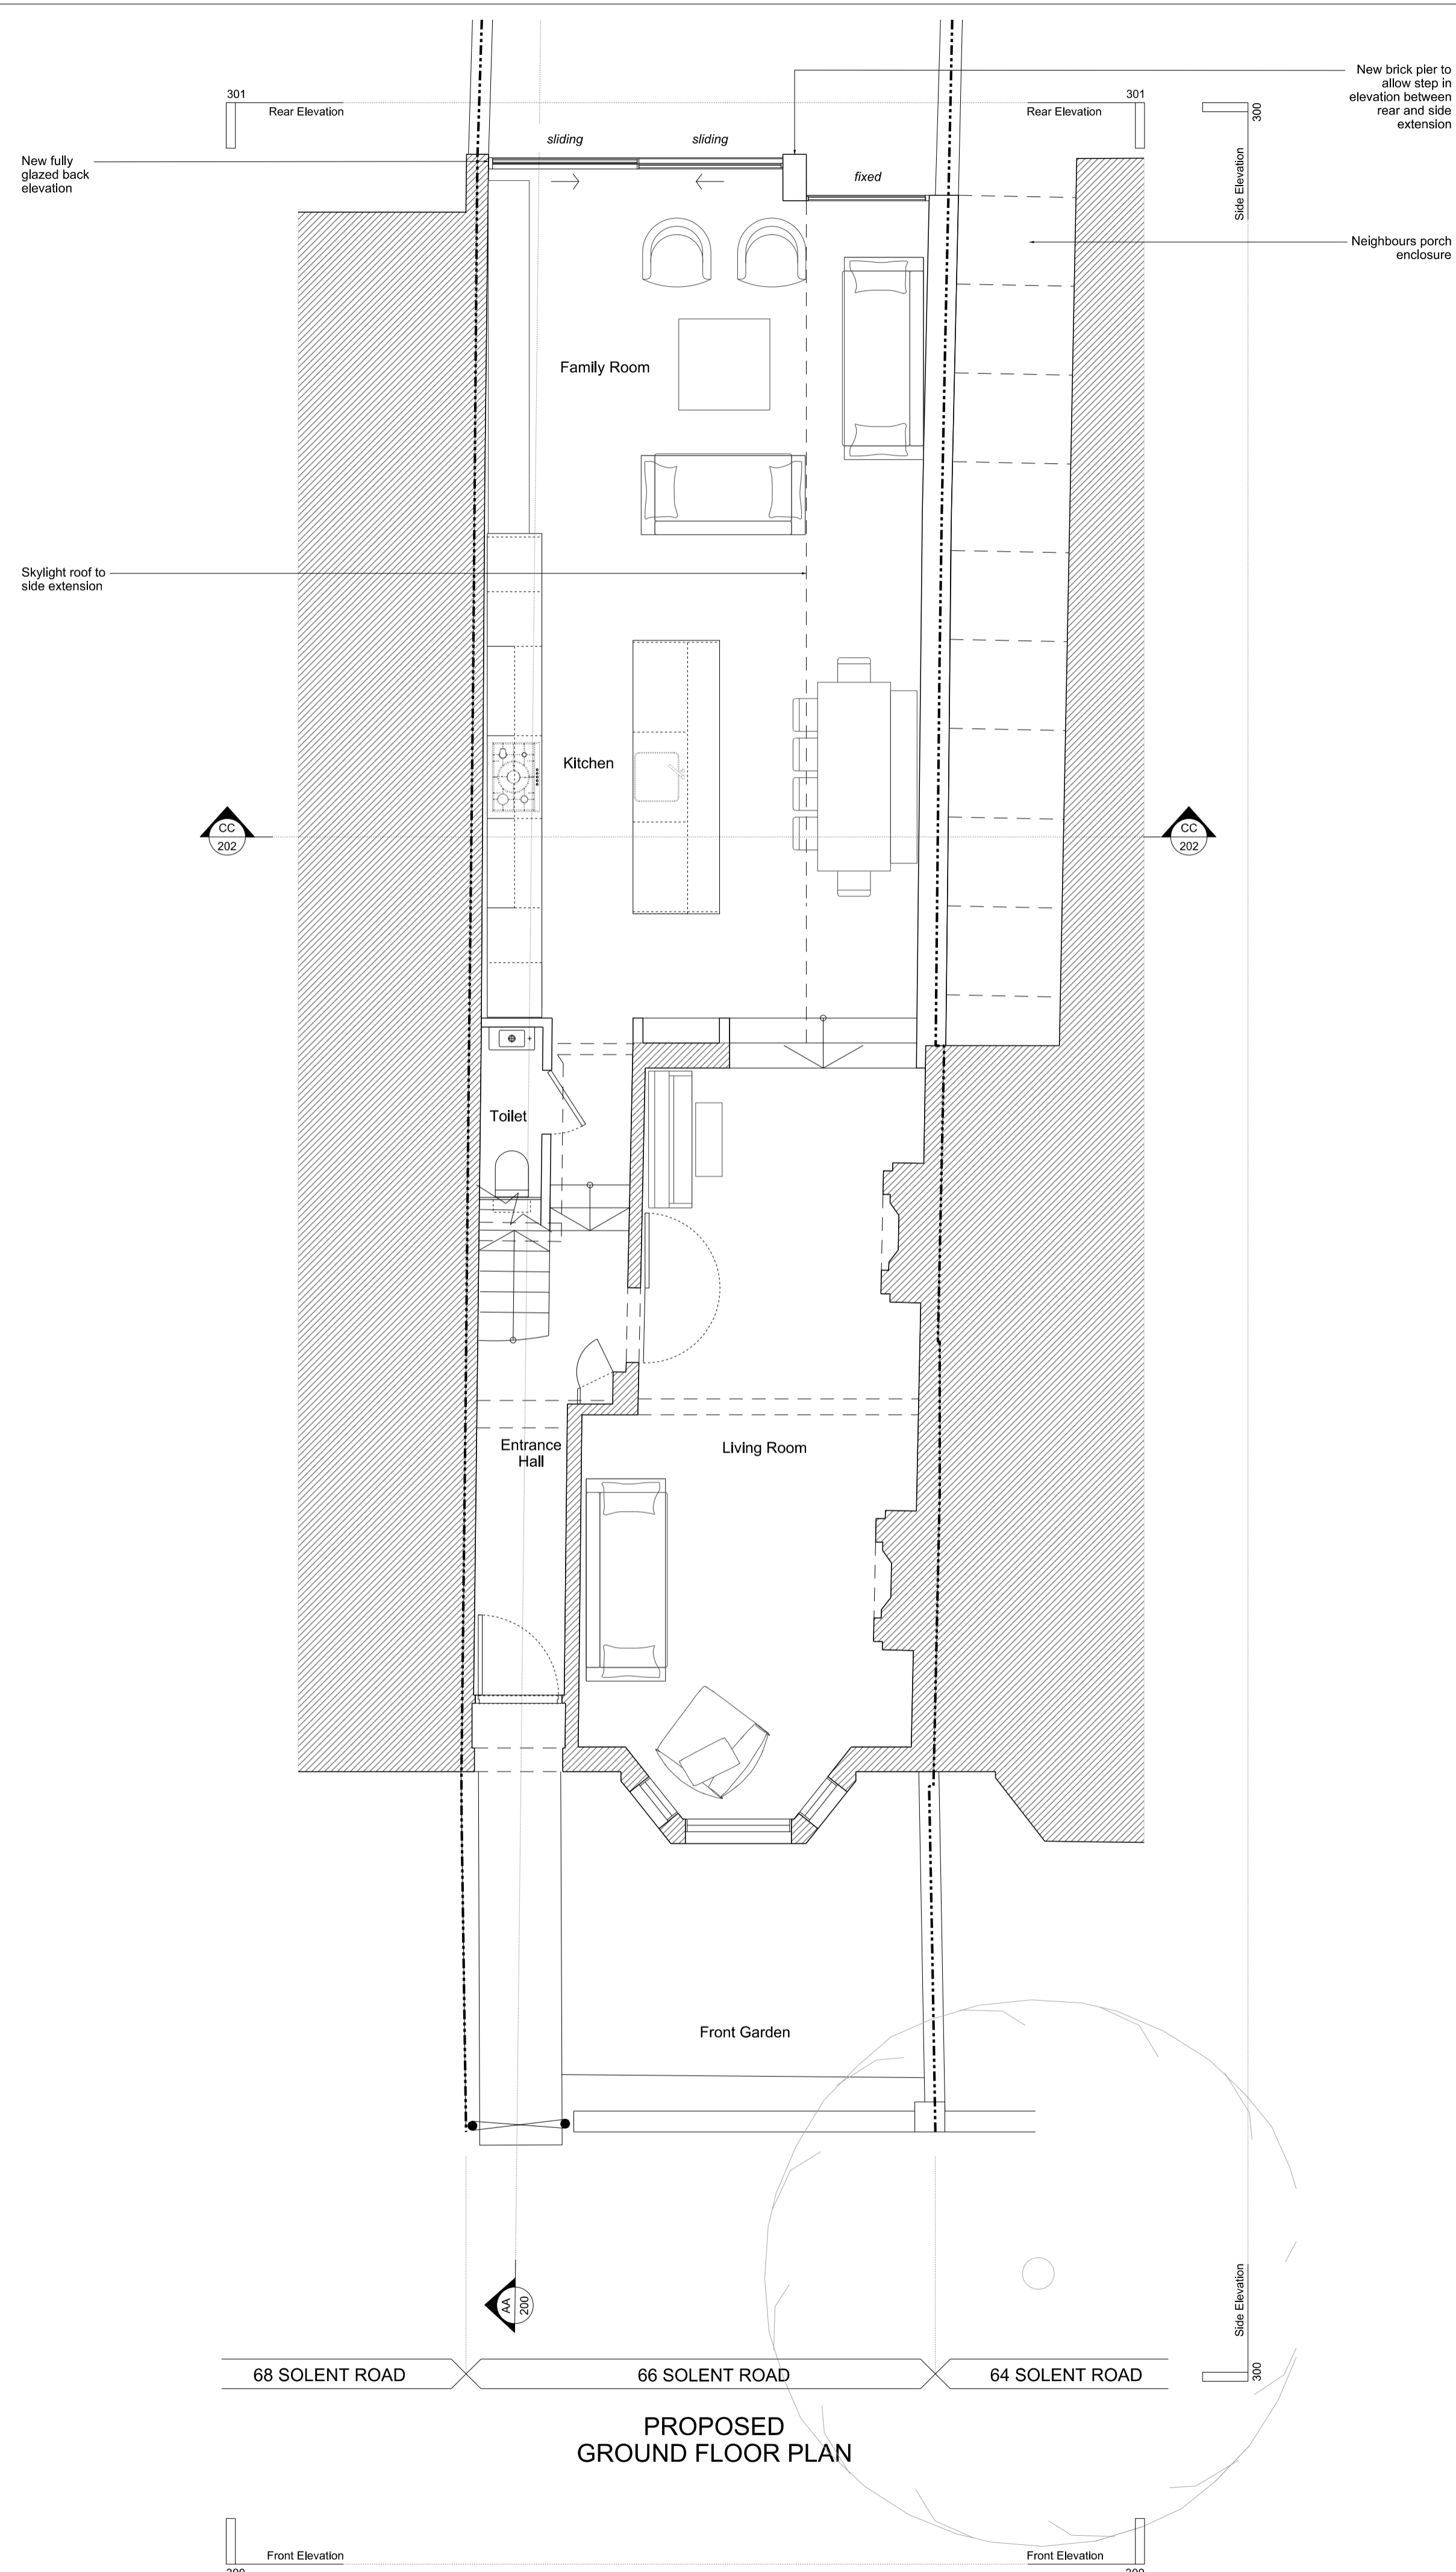 301
Rear Elevation
301
Rear Elevation
300
Side Elevation
New brick pier to
allow step in
elevation between
rear and side
extension
sliding
sliding
fixed
New fully
glazed back
elevation
Neighbours porch
enclosure
Family Room
Skylight roof to
side extension
Kitchen
CC
202
CC
202
Toilet
Entrance
Hall
Living Room
Front Garden
AA
200
Side Elevation
300
68 SOLENT ROAD
66 SOLENT ROAD
64 SOLENT ROAD
PROPOSED
GROUND FLOOR PLAN
Front Elevation
Front Elevation